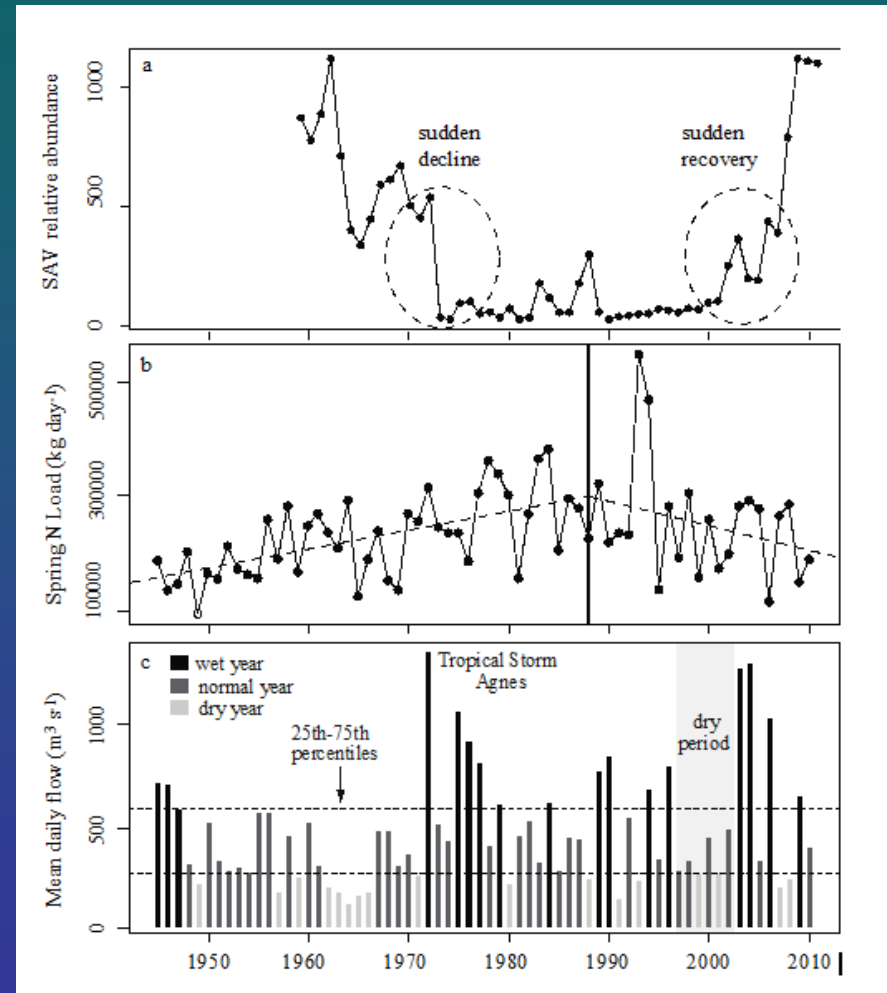 a
sudden
decline
sudden
recovery
SAV relative abundance
1000
500
0
b
Spring N Load (kg day-1)
500000
300000
100000
c
wet year
normal year
dry year
Tropical Storm
Agnes
25th-75th
percentiles
dry
period
Mean daily flow (m3 s-1)
1000
500
0
1950 1960 1970 1980 1990 2000 2010